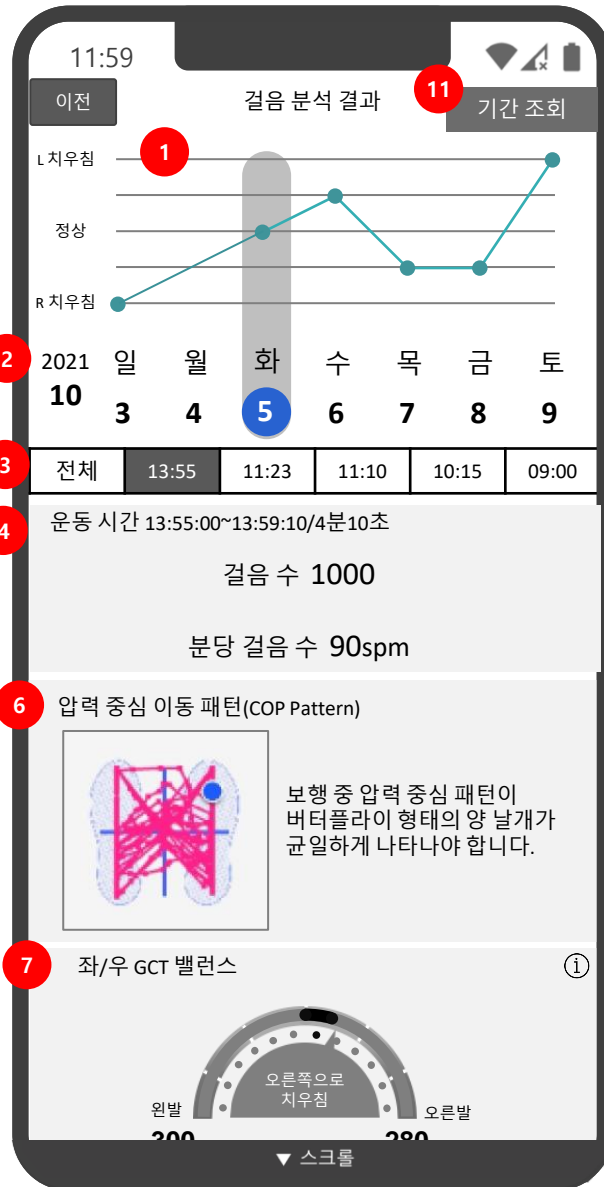 11:59
이전
걸음 분석 결과
11
기간 조회
L 치우침
1
정상
R 치우침
2
2021
일 월 화 수 목 금 토
10
3 4 5 6 7 8 9
3
전체 13:55 11:23 11:10 10:15 09:00
4
운동 시간 13:55:00~13:59:10/4분10초
걸음 수 1000
분당 걸음 수 90spm
6
압력 중심 이동 패턴(COP Pattern)
보행 중 압력 중심 패턴이
버터플라이 형태의 양 날개가
균일하게 나타나야 합니다.
7
좌/우 GCT 밸런스
i
오른쪽으로
치우침
왼발
오른발
300 280
▼ 스크롤